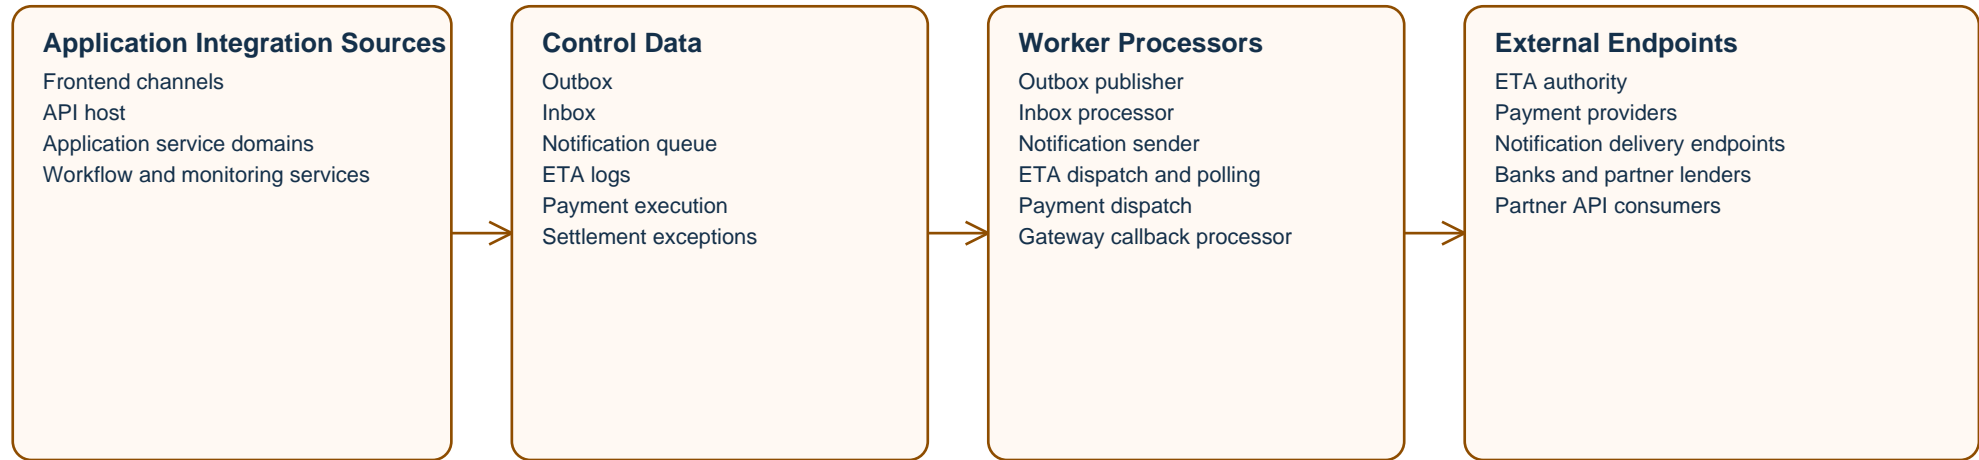 Application Integration Sources
Frontend channels
API host
Application service domains
Workflow and monitoring services
Control Data
Outbox
Inbox
Notification queue
ETA logs
Payment execution
Settlement exceptions
Worker Processors
Outbox publisher
Inbox processor
Notification sender
ETA dispatch and polling
Payment dispatch
Gateway callback processor
External Endpoints
ETA authority
Payment providers
Notification delivery endpoints
Banks and partner lenders
Partner API consumers